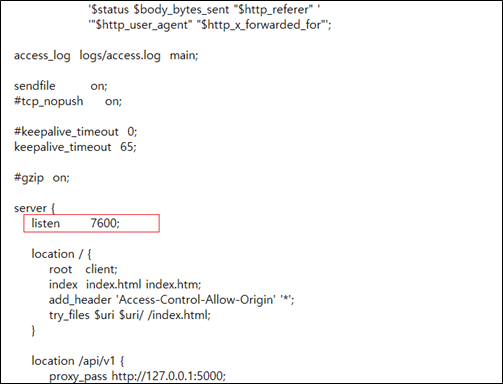 '$status $body_bytes_sent "$http_referer" '
'"$http_user_agent" "$http_x_forwarded_for"';
access_log logs/access.log main;
sendfile on;
#tcp_nopush on;
#keepalive_timeout 0;
keepalive_timeout 65;
#gzip on;
server {
listen 7600;
location / {
root client;
index index.html index.htm;
add_header 'Access-Control-Allow-Origin' '*';
try_files $uri $uri/ /index.html;
}
location /api/v1 {
proxy_pass http://127.0.0.1:5000;